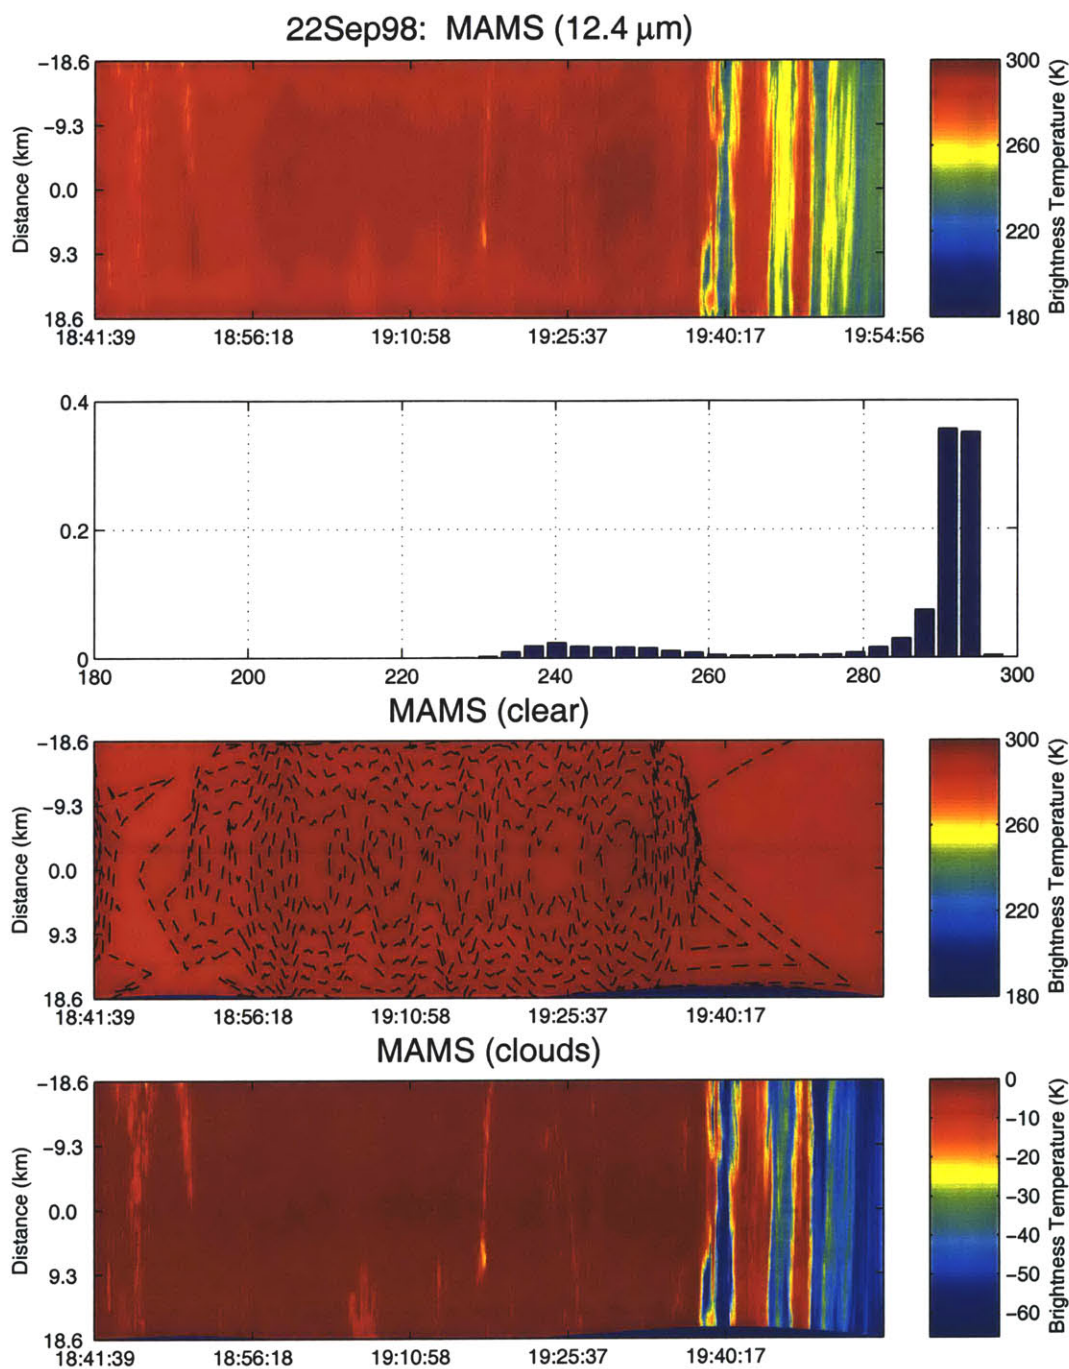 22Sep98: MAMS (12.4 μm)
−18.6
−9.3
0.0
9.3
18.6
Distance (km)
18:41:39 18:56:18 19:10:58 19:25:37 19:40:17 19:54:56
300
260
220
180
Brightness Temperature (K)
0.4
0.2
0
180 200 220 240 260 280 300
MAMS (clear)
−18.6
−9.3
0.0
9.3
18.6
Distance (km)
18:41:39 18:56:18 19:10:58 19:25:37 19:40:17
300
260
220
180
Brightness Temperature (K)
MAMS (clouds)
−18.6
−9.3
0.0
9.3
18.6
Distance (km)
18:41:39 18:56:18 19:10:58 19:25:37 19:40:17
0
−10
−20
−30
−40
−50
−60
Brightness Temperature (K)